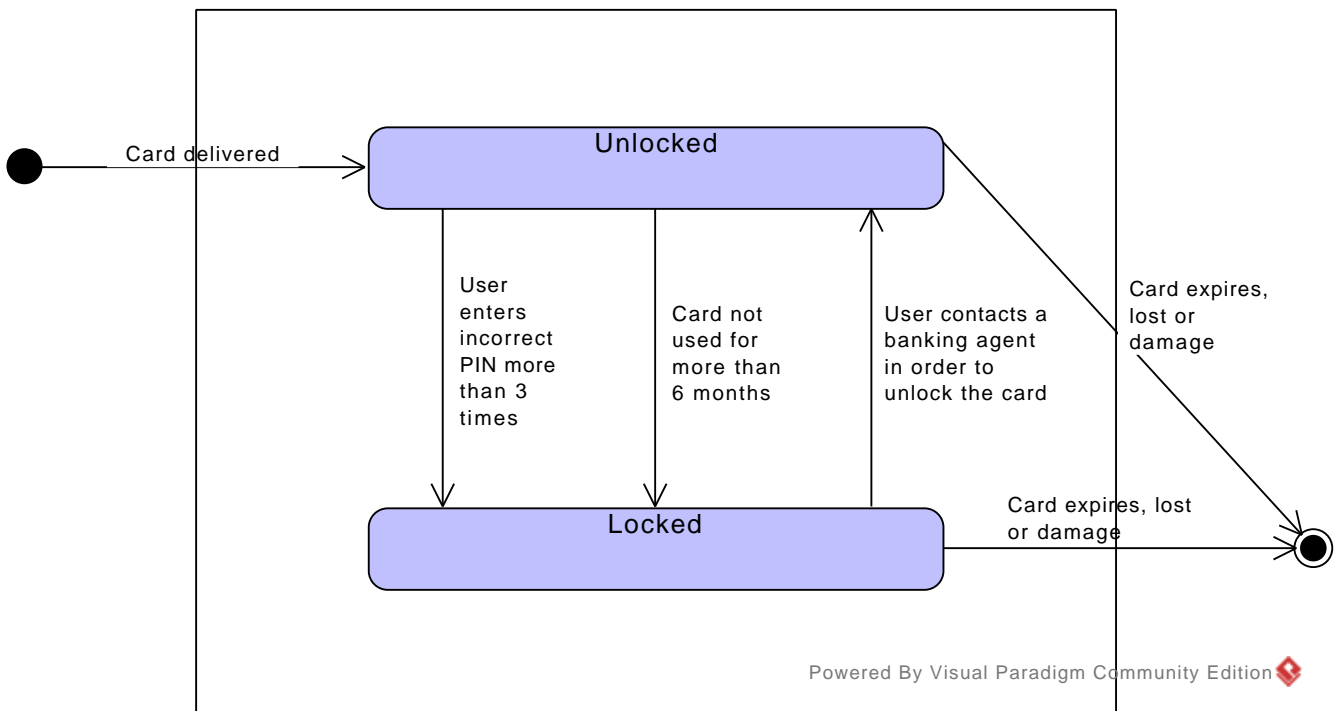 Unlocked
Card delivered
User
enters
incorrect
PIN more
than 3
times
Card not
used for
more than
6 months
User contacts a
banking agent
in order to
unlock the card
Card expires,
lost or
damage
Locked
Card expires, lost
or damage
Powered By Visual Paradigm Community Edition